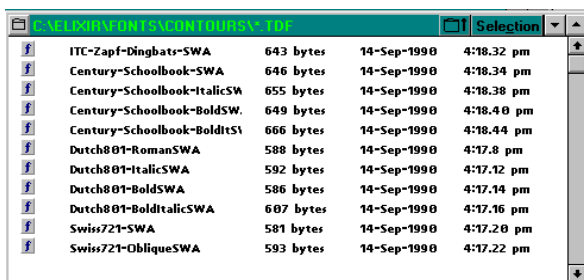 C:\ELIXIR\FONTS\CONTOURS\*.TDF Selection
ITC-Zapf-Dingbats-SWA 643 bytes 14-Sep-1990 4:18.32 pm
Century-Schoolbook-SWA 646 bytes 14-Sep-1990 4:18.34 pm
Century-Schoolbook-ItalicSW 655 bytes 14-Sep-1990 4:18.38 pm
Century-Schoolbook-BoldSW. 649 bytes 14-Sep-1990 4:18.40 pm
Century-Schoolbook-BoldItSW 666 bytes 14-Sep-1990 4:18.44 pm
Dutch801-RomanSWA 588 bytes 14-Sep-1990 4:17.8 pm
Dutch801-ItalicSWA 592 bytes 14-Sep-1990 4:17.12 pm
Dutch801-BoldSWA 586 bytes 14-Sep-1990 4:17.14 pm
Dutch801-BoldItalicSWA 607 bytes 14-Sep-1990 4:17.16 pm
Swiss721-SWA 581 bytes 14-Sep-1990 4:17.20 pm
Swiss721-ObliqueSWA 593 bytes 14-Sep-1990 4:17.22 pm